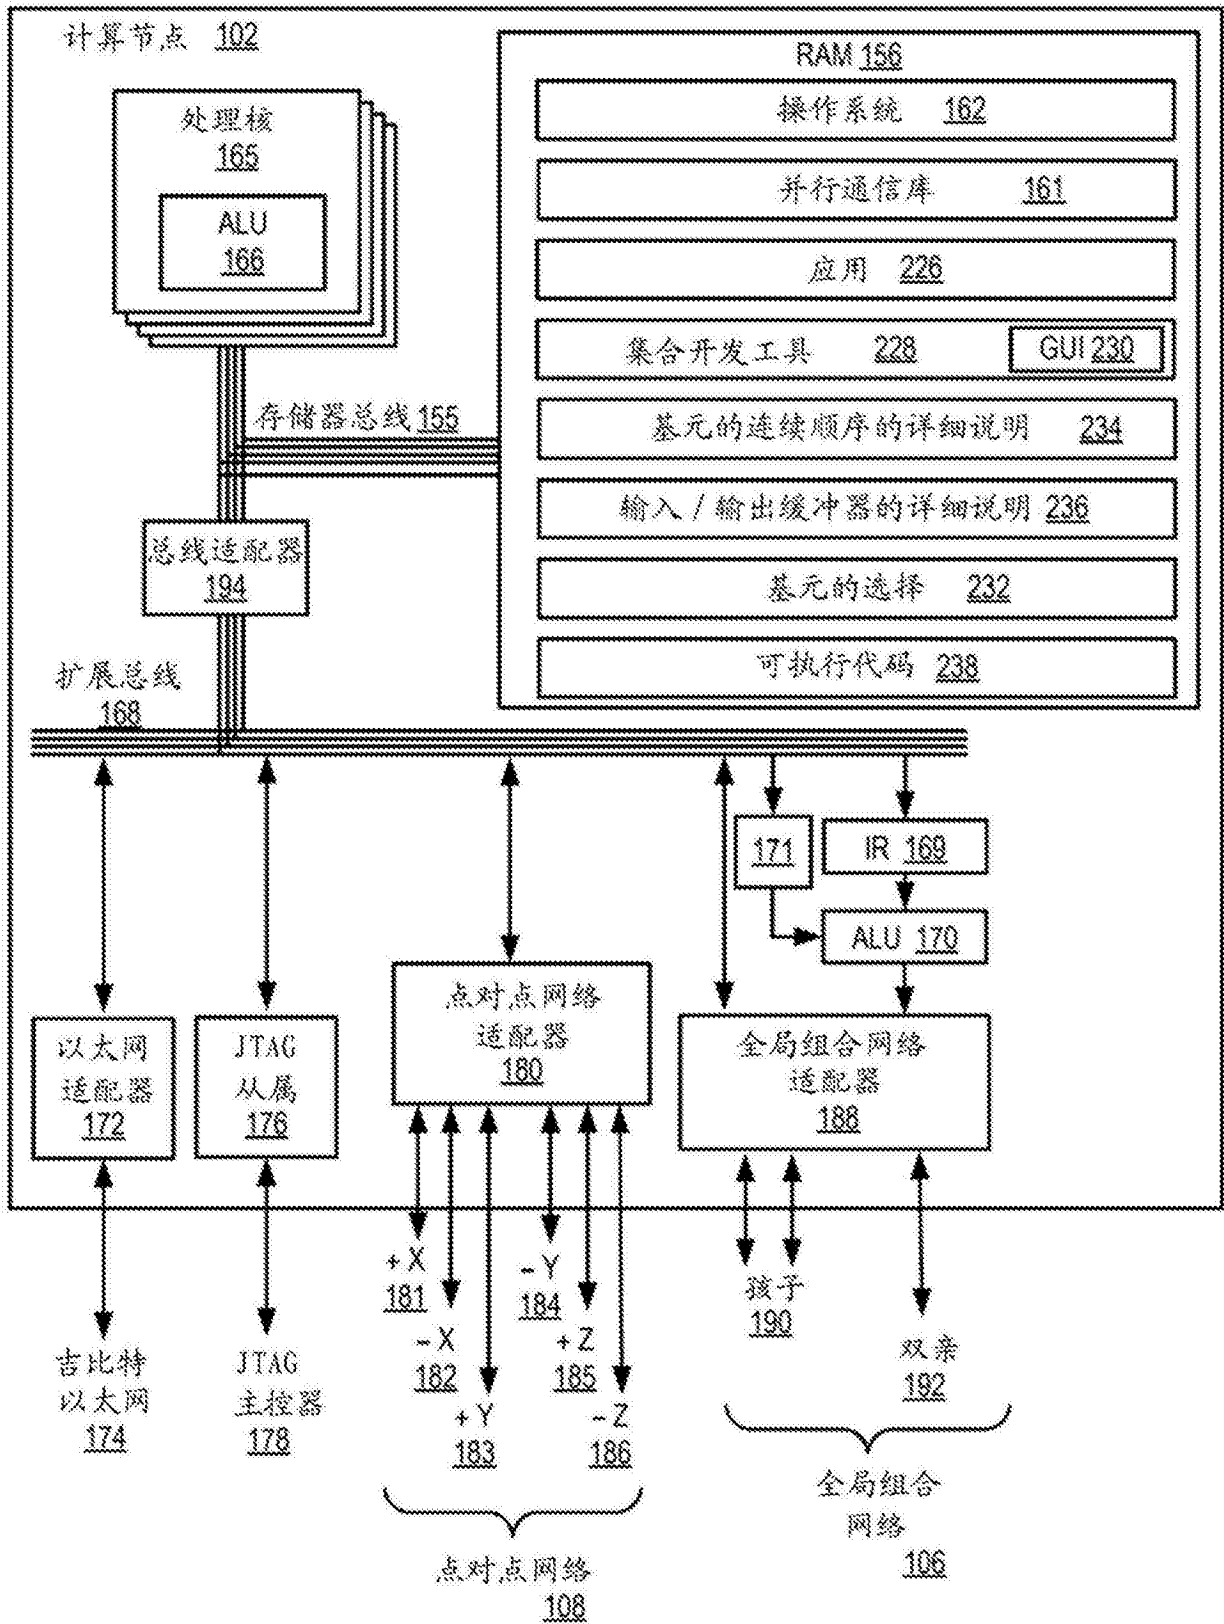 计算节点 102
处理核
165
ALU
166
RAM 156
操作系统 162
并行通信库 161
应用 226
集合开发工具 228 GUI 230
基元的连续顺序的详细说明 234
输入/输出缓冲器的详细说明 236
基元的选择 232
可执行代码 238
存储器总线 155
总线适配器
194
扩展总线
168
171
IR 169
ALU 170
以太网
适配器
172
JTAG
从属
176
点对点网络
适配器
180
全局组合网络
适配器
188
+X
181
-X
182
+Y
183
-Y
184
+Z
185
-Z
186
孩子
190
双亲
192
吉比特
以太网
174
JTAG
主控器
178
点对点网络
108
全局组合
网络
106